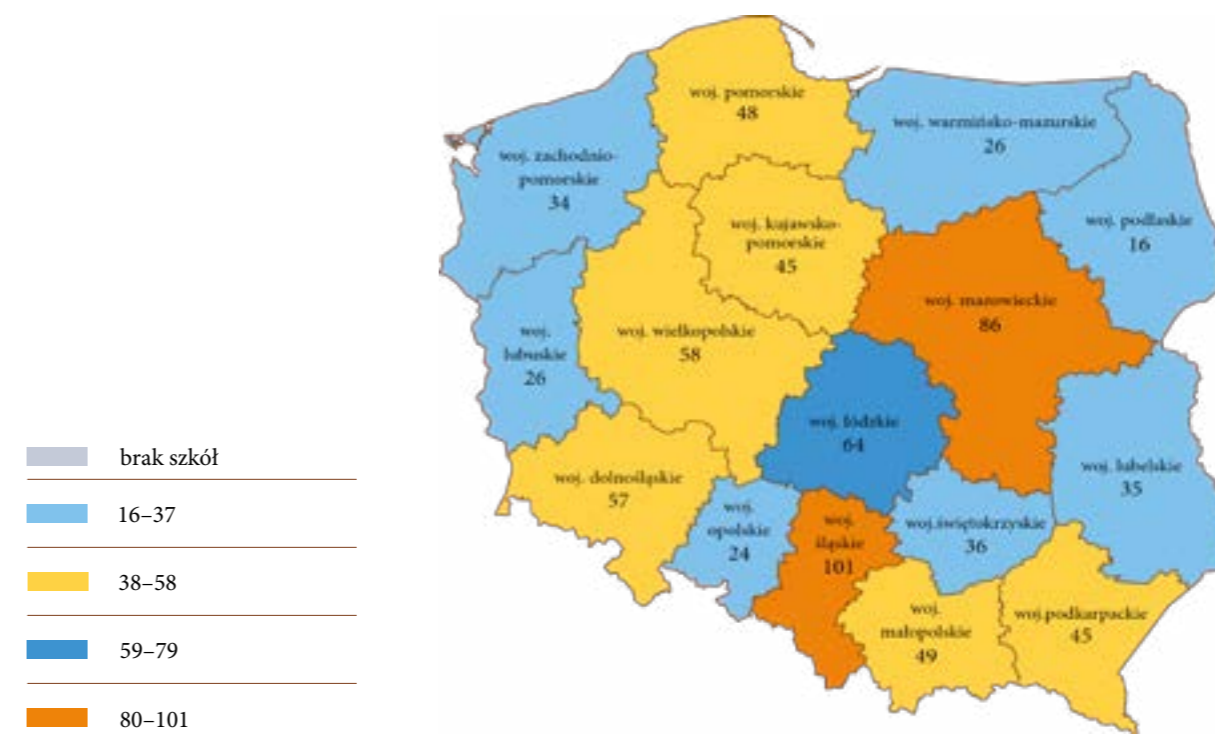 woj. pomorskie
48
woj. warmińsko-mazurskie
26
woj. zachodnio-
pomorskie
34
woj. podlaskie
16
woj. kujawsko-
pomorskie
45
woj. mazowieckie
86
woj. wielkopolskie
58
woj.
lubuskie
26
woj. łódzkie
64
woj. lubelskie
35
woj. dolnośląskie
57
woj.
opolskie
24
woj.
śląskie
101
woj.świętokrzyskie
36
woj.
małopolskie
49
woj.podkarpackie
45
brak szkół
16–37
38–58
59–79
80–101